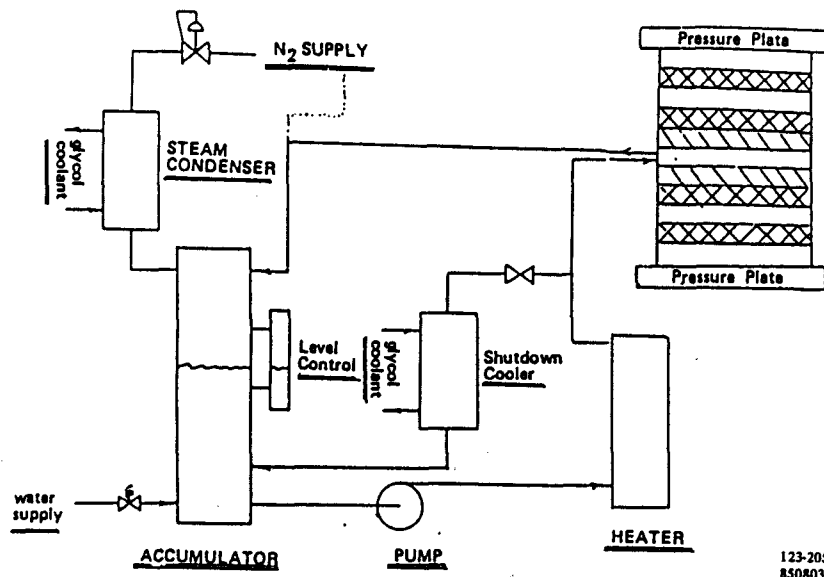 N2 SUPPLY
Pressure Plate
glycol
coolant
STEAM
CONDENSER
Pressure Plate
Level
Control
glycol
coolant
Shutdown
Cooler
water
supply
ACCUMULATOR
PUMP
HEATER
850803